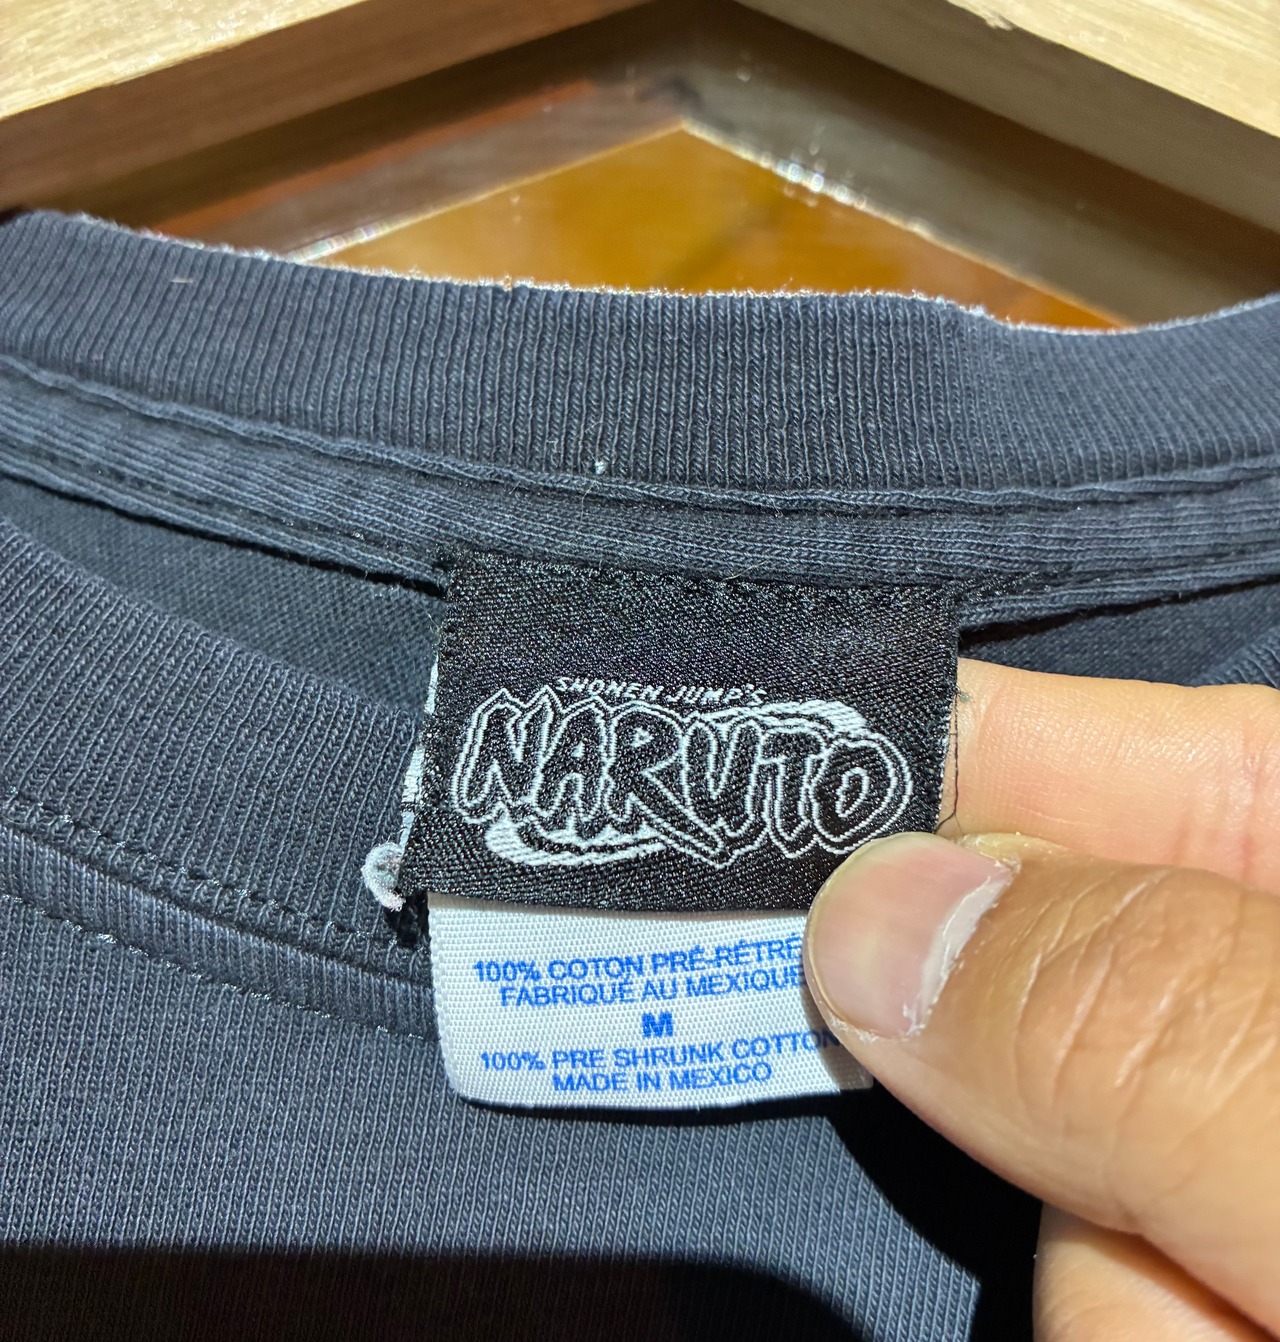 SHONEN JUMP'S
NARUTO
100% COTON PRÉ-RÉTRÉ
FABRIQUÉ AU MEXIQUE
M
100% PRE SHRUNK COTTON
MADE IN MEXICO